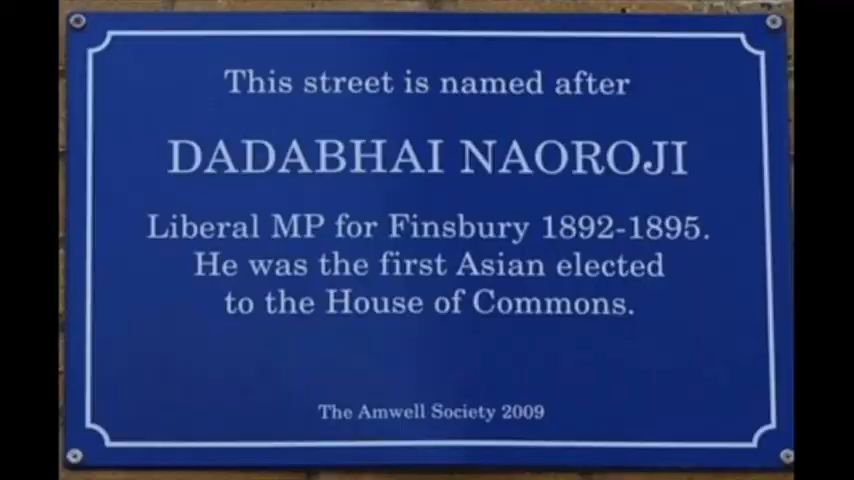 This street is named after
DADABHAI NAOROJI
Liberal MP for Finsbury 1892-1895.
He was the first Asian elected
to the House of Commons.
The Amwell Society 2009